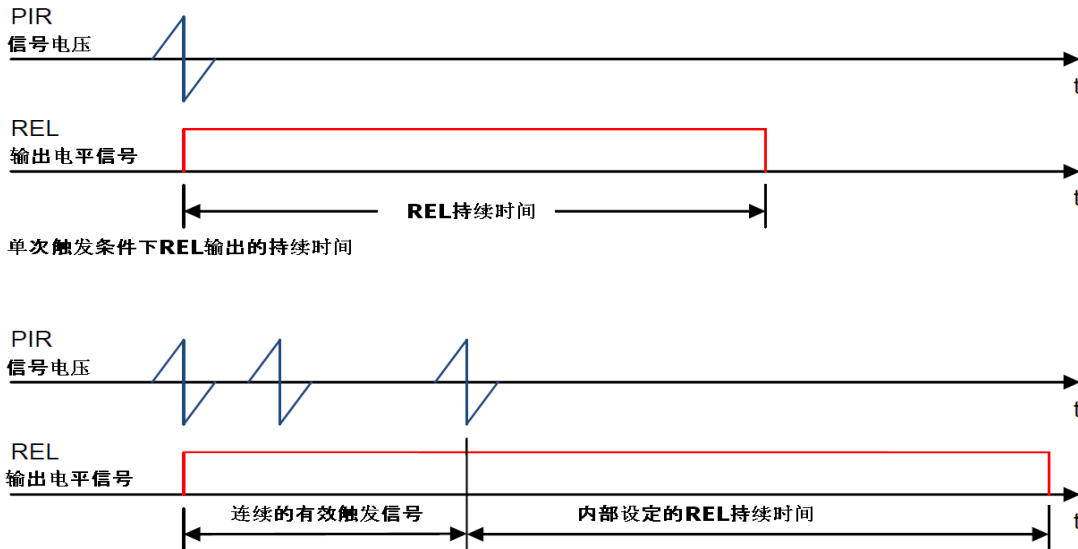 PIR
信号电压
t
REL
输出电平信号
t
REL持续时间
单次触发条件下REL输出的持续时间
PIR
信号电压
t
REL
输出电平信号
t
连续的有效触发信号
内部设定的REL持续时间